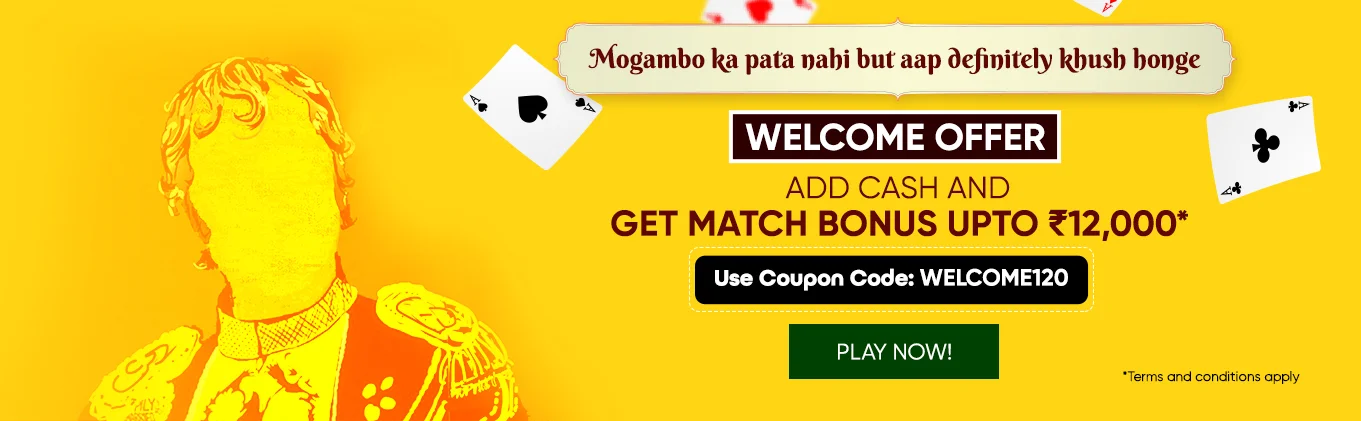 Mogambo ka pata nahi but aap definitely khush honge
WELCOME OFFER
ADD CASH AND
GET MATCH BONUS UPTO ₹12,000*
Use Coupon Code: WELCOME120
PLAY NOW!
*Terms and conditions apply
A
A
A
A